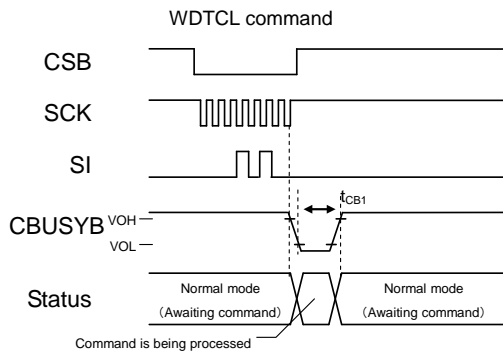 WDTCL command
CSB
SCK
SI
tCB1
CBUSYB
VOH
VOL
Status
Normal mode
（Awaiting command）
Normal mode
（Awaiting command）
Command is being processed